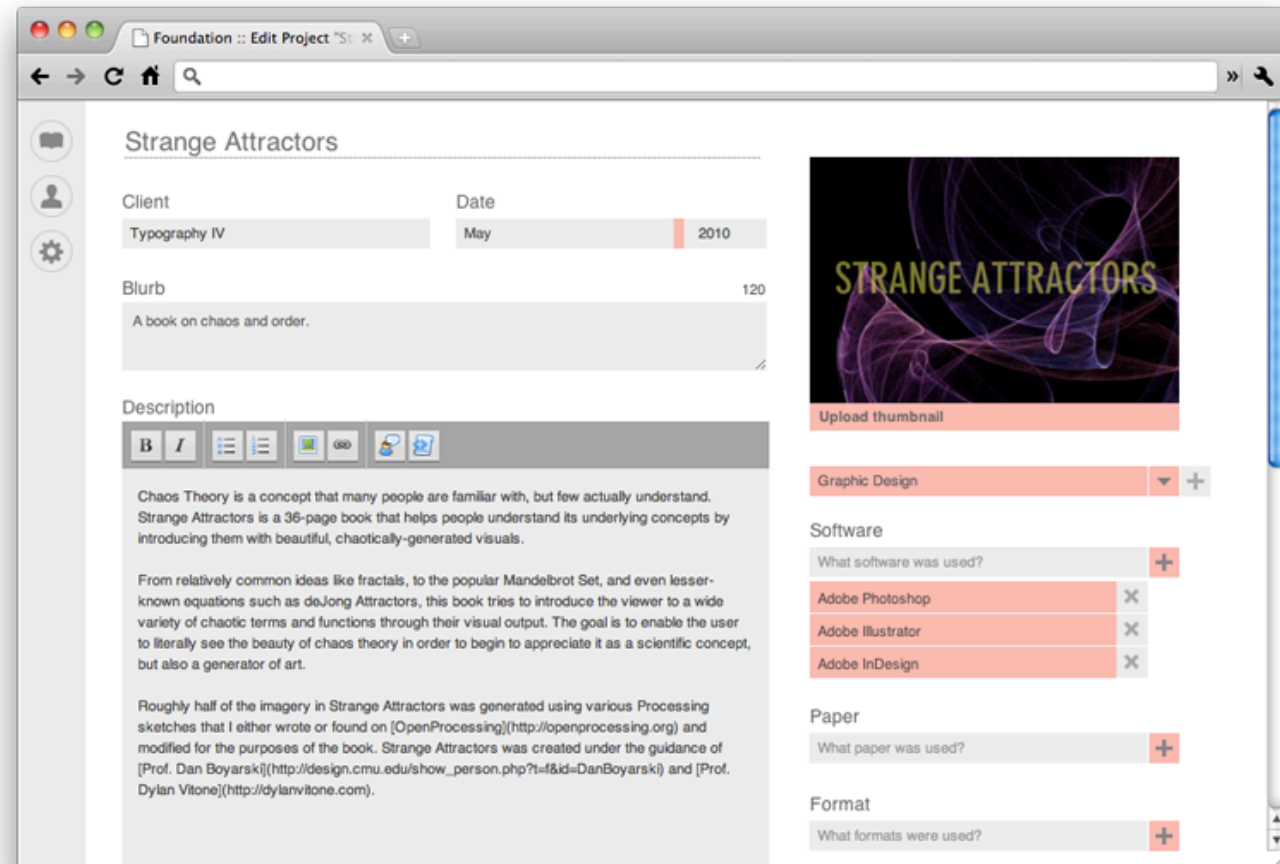 Foundation :: Edit Project "St
Strange Attractors
Client
Date
Typography IV
May
2010
Blurb
120
A book on chaos and order.
Description
B I
Chaos Theory is a concept that many people are familiar with, but few actually understand.
Strange Attractors is a 36-page book that helps people understand its underlying concepts by
introducing them with beautiful, chaotically-generated visuals.
From relatively common ideas like fractals, to the popular Mandelbrot Set, and even lesser-
known equations such as deJong Attractors, this book tries to introduce the viewer to a wide
variety of chaotic terms and functions through their visual output. The goal is to enable the user
to literally see the beauty of chaos theory in order to begin to appreciate it as a scientific concept,
but also a generator of art.
Roughly half of the imagery in Strange Attractors was generated using various Processing
sketches that I either wrote or found on [OpenProcessing](http://openprocessing.org) and
modified for the purposes of the book. Strange Attractors was created under the guidance of
[Prof. Dan Boyarski](http://design.cmu.edu/show_person.php?t=f&id=DanBoyarski) and [Prof.
Dylan Vitone](http://dylanvitone.com).
STRANGE ATTRACTORS
Upload thumbnail
Graphic Design
Software
What software was used?
Adobe Photoshop
Adobe Illustrator
Adobe InDesign
Paper
What paper was used?
Format
What formats were used?